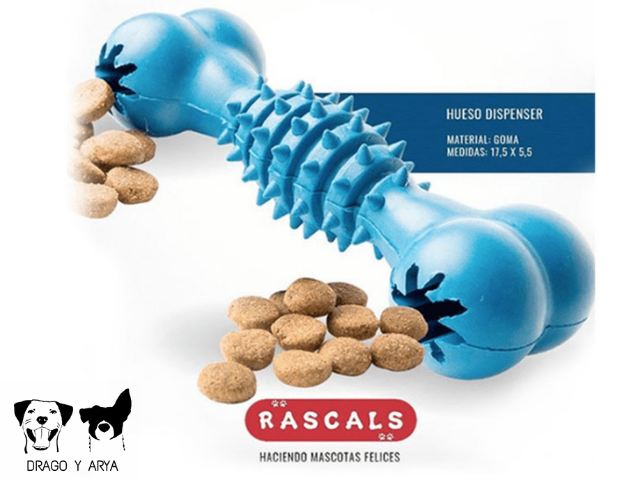 HUESO DISPENSER
MATERIAL: GOMA
MEDIDAS: 17,5 X 5,5
RASCALS
HACIENDO MASCOTAS FELICES
DRAGO Y ARYA